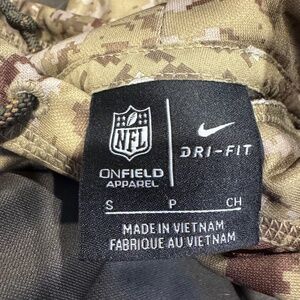 NFL
ONFIELD
APPAREL
DRI-FIT
S P CH
MADE IN VIETNAM
FABRIQUE AU VIETNAM